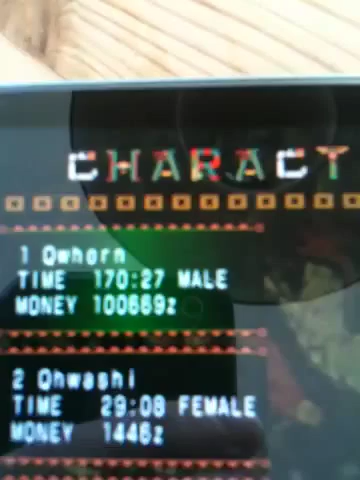 CHARACT
1 Qwhorn
TIME 170:27 MALE
MONEY 100669z
2 Qhwashi
TIME 29:08 FEMALE
MONEY 1446z